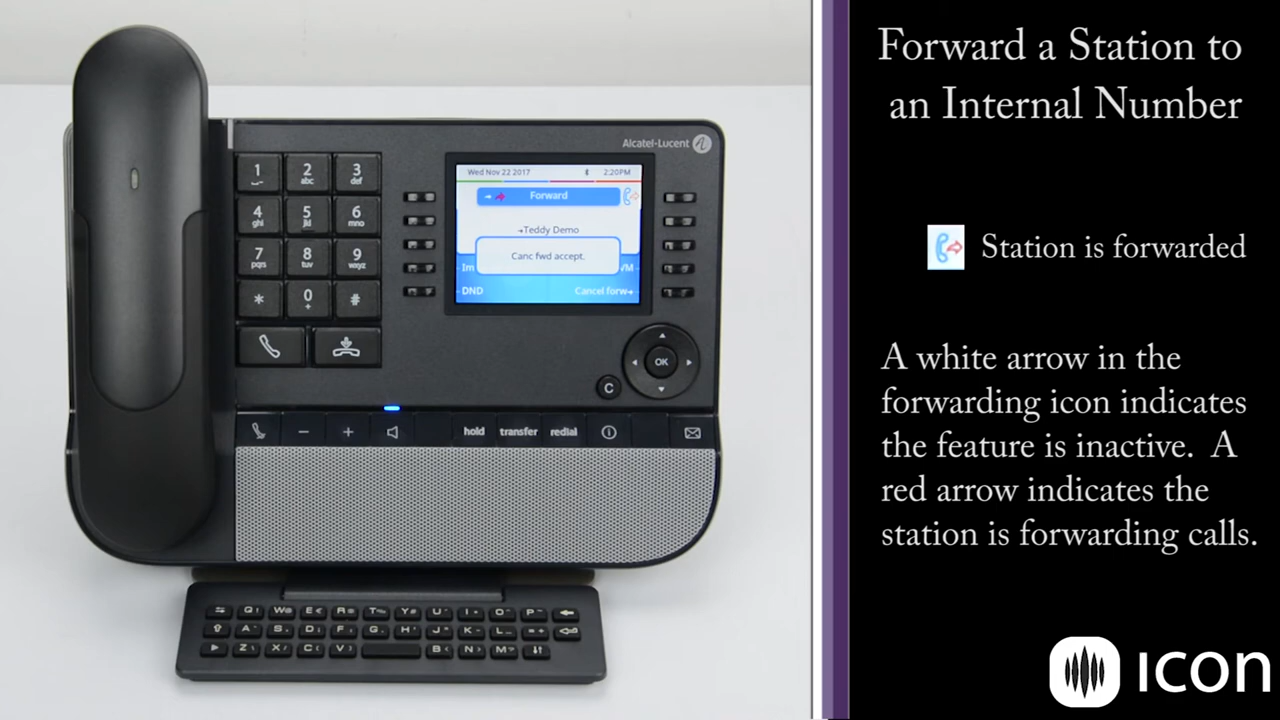 Forward a Station to
an Internal Number
Station is forwarded
A white arrow in the
forwarding icon indicates
the feature is inactive. A
red arrow indicates the
station is forwarding calls.
ICON
Alcatel•Lucent
Wed Nov 22 2017 2:20PM
Forward
Teddy Demo
Canc fwd accept.
Im VM
DND Cancel forw
1 2 abc 3 def
4 ghi 5 jkl 6 mno
7 pqrs 8 tuv 9 wxyz
* 0 + #
OK
C
− + hold transfer redial i
Q W E R T Y U I O P
A S D F G H J K L
Z X C V B N M